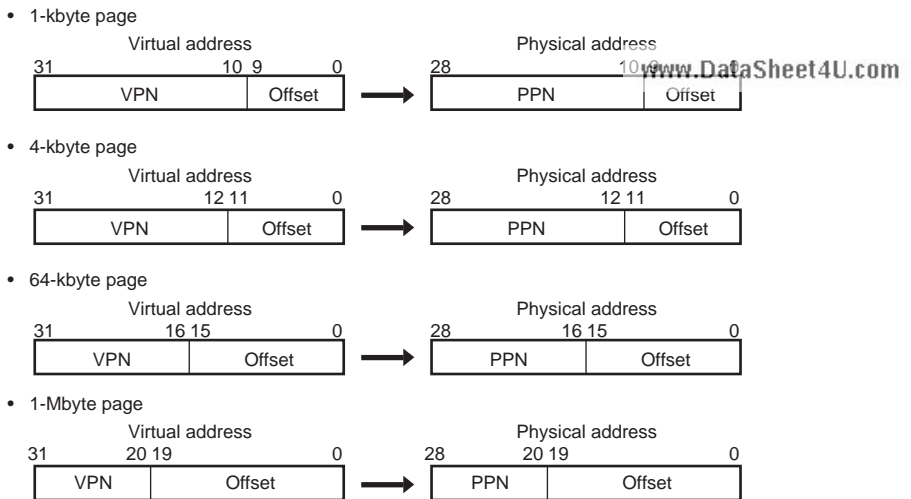 • 1-kbyte page
Virtual address Physical address
31 10 9 0 28 10 www.DataSheet4U.com
VPN Offset PPN Offset
• 4-kbyte page
Virtual address Physical address
31 12 11 0 28 12 11 0
VPN Offset PPN Offset
• 64-kbyte page
Virtual address Physical address
31 16 15 0 28 16 15 0
VPN Offset PPN Offset
• 1-Mbyte page
Virtual address Physical address
31 20 19 0 28 20 19 0
VPN Offset PPN Offset